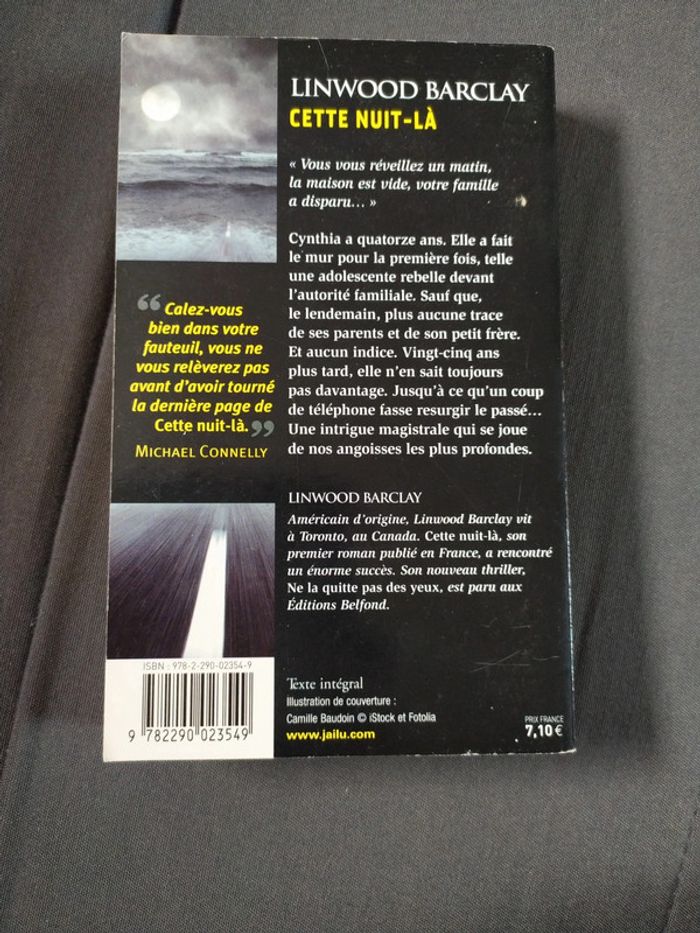 LINWOOD BARCLAY
CETTE NUIT-LÀ
« Vous vous réveillez un matin,
la maison est vide, votre famille
a disparu… »
Cynthia a quatorze ans. Elle a fait
le mur pour la première fois, telle
une adolescente rebelle devant
l'autorité familiale. Sauf que,
le lendemain, plus aucune trace
de ses parents et de son petit frère.
Et aucun indice. Vingt-cinq ans
plus tard, elle n'en sait toujours
pas davantage. Jusqu'à ce qu'un coup
de téléphone fasse resurgir le passé…
Une intrigue magistrale qui se joue
de nos angoisses les plus profondes.
“ Calez-vous
bien dans votre
fauteuil, vous ne
vous relèverez pas
avant d'avoir tourné
la dernière page de
Cette nuit-là. ”
MICHAEL CONNELLY
LINWOOD BARCLAY
Américain d'origine, Linwood Barclay vit
à Toronto, au Canada. Cette nuit-là, son
premier roman publié en France, a rencontré
un énorme succès. Son nouveau thriller,
Ne la quitte pas des yeux, est paru aux
Éditions Belfond.
ISBN : 978-2-290-02354-9
9 782290 023549
Texte intégral
Illustration de couverture :
Camille Baudoin © iStock et Fotolia
www.jailu.com
PRIX FRANCE
7,10 €